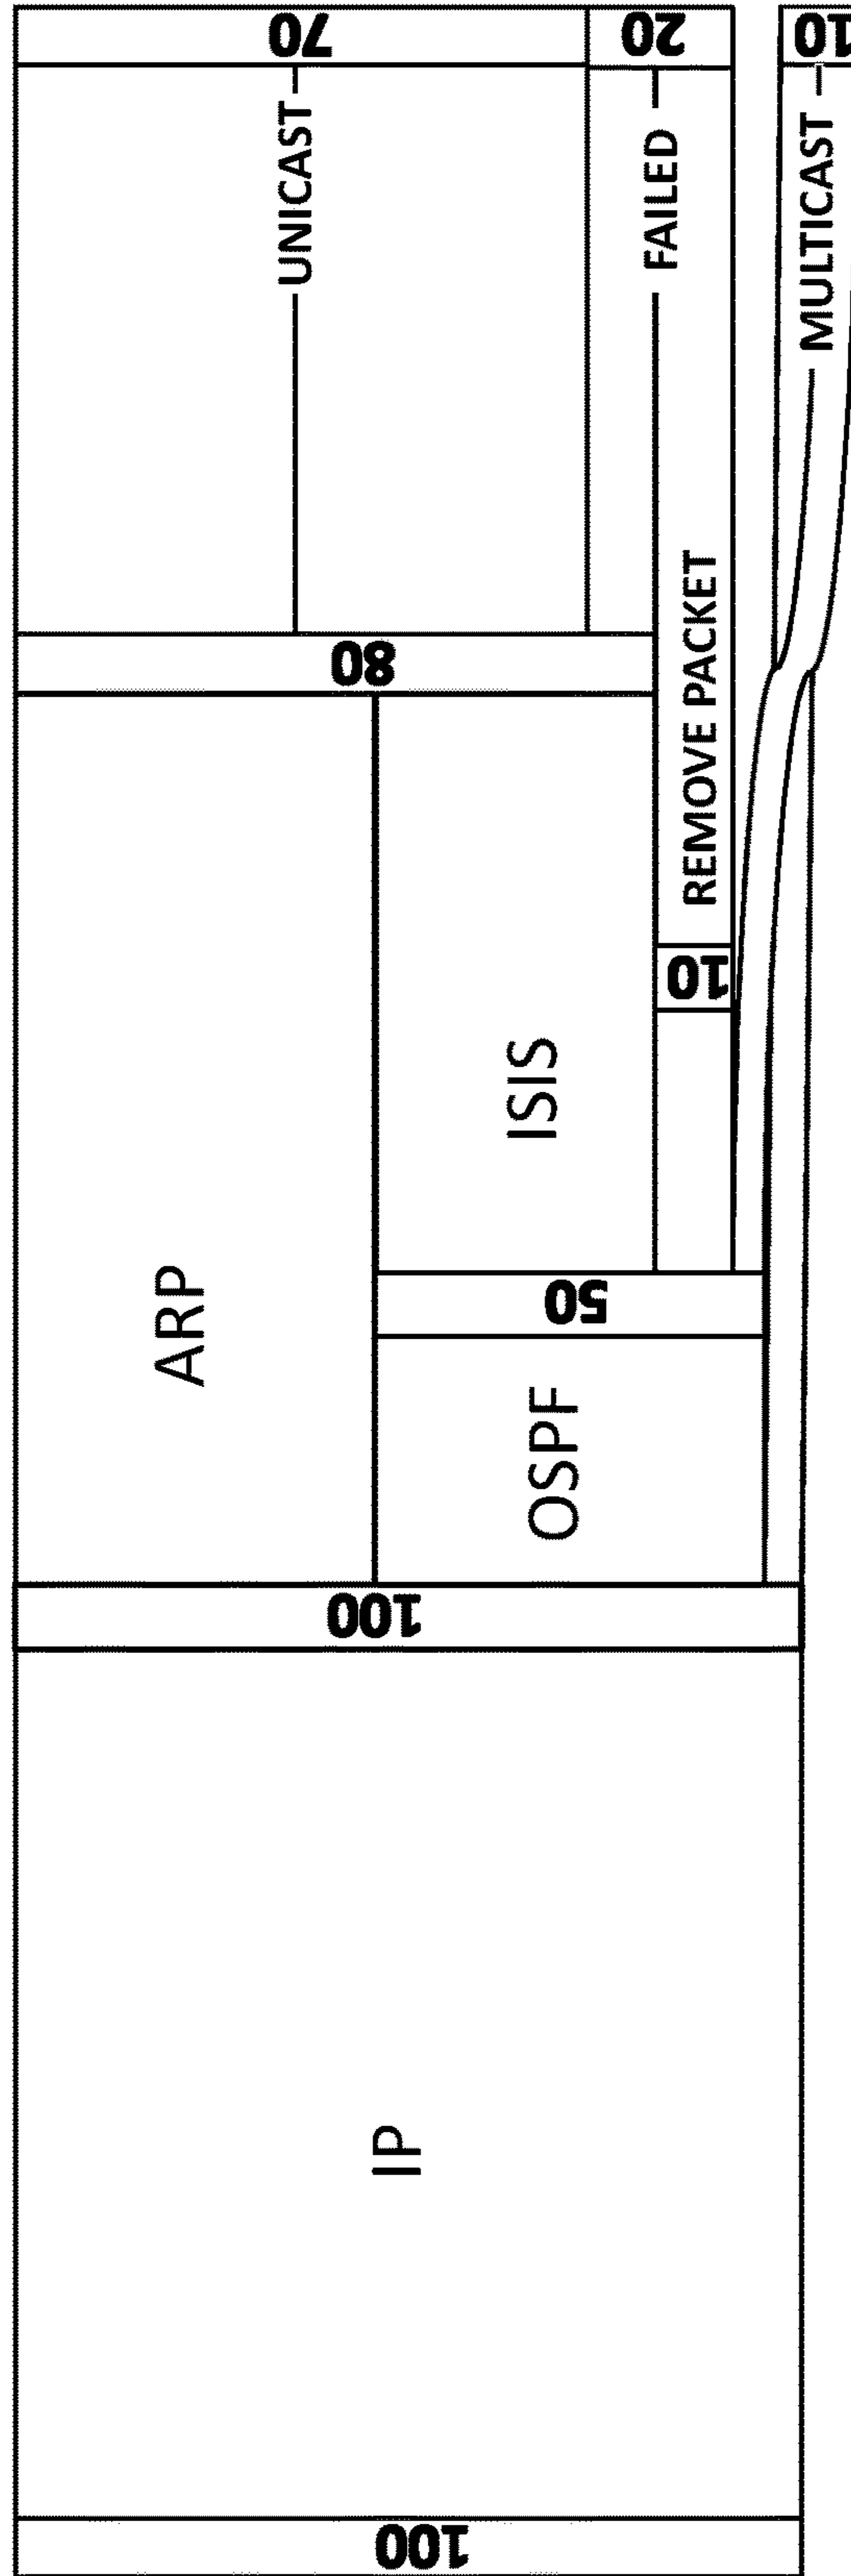 100
IP
100
ARP
OSPF
50
ISIS
10
REMOVE PACKET
80
UNICAST
FAILED
MULTICAST
70
20
10